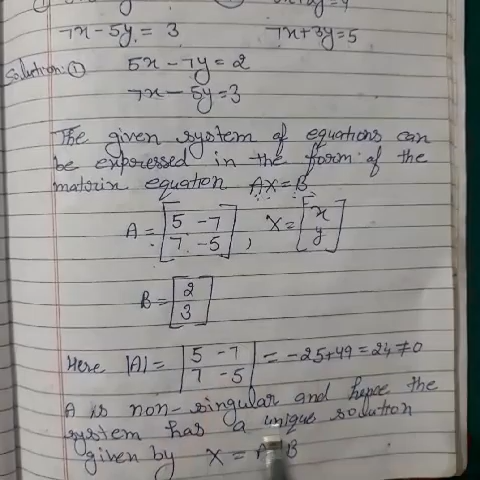 7x - 5y = 3 7x + 3y = 5
Solution: ① 5x - 7y = 2
7x - 5y = 3
The given system of equations can
be expressed in the form of the
matrix equation AX = B
A = [5 -7
7 -5], X = [x
y]
B = [2
3]
Here |A| = |5 -7
7 -5| = -25+49 = 24 ≠ 0
A is non-singular and hence the
system has a unique solution
given by X = B